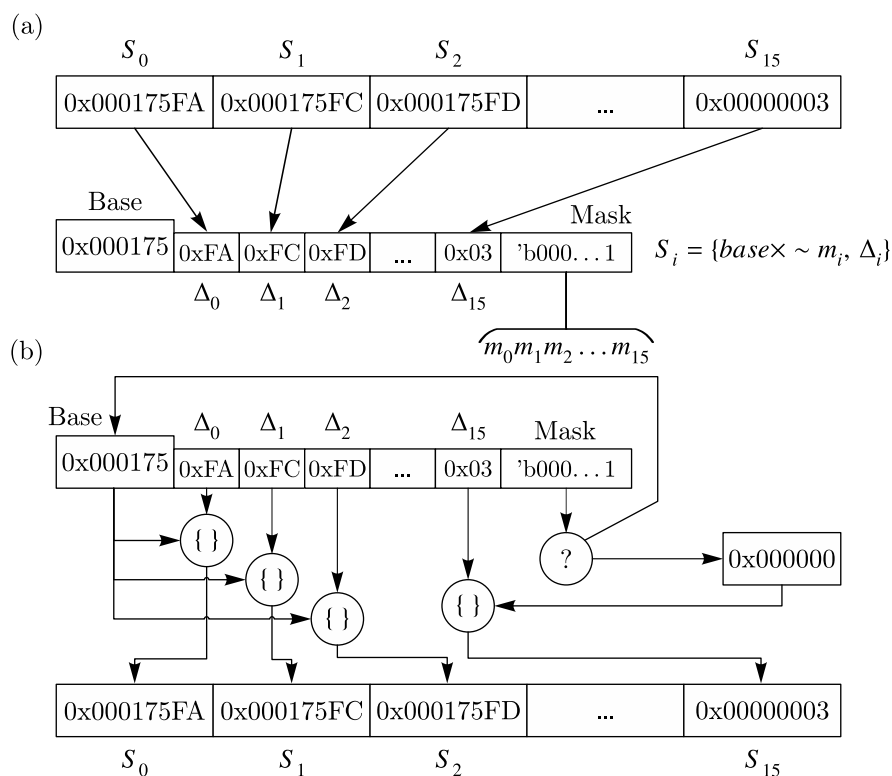 (a)
S0 S1 S2 S15
0x000175FA 0x000175FC 0x000175FD ... 0x00000003
Base Mask
0x000175 0xFA 0xFC 0xFD ... 0x03 'b000...1 Si = {base× ~ mi, Δi}
Δ0 Δ1 Δ2 Δ15
m0m1m2 ... m15
(b)
Base Δ0 Δ1 Δ2 Δ15 Mask
0x000175 0xFA 0xFC 0xFD ... 0x03 'b000...1
{ } { } { } { } ? 0x000000
0x000175FA 0x000175FC 0x000175FD ... 0x00000003
S0 S1 S2 S15